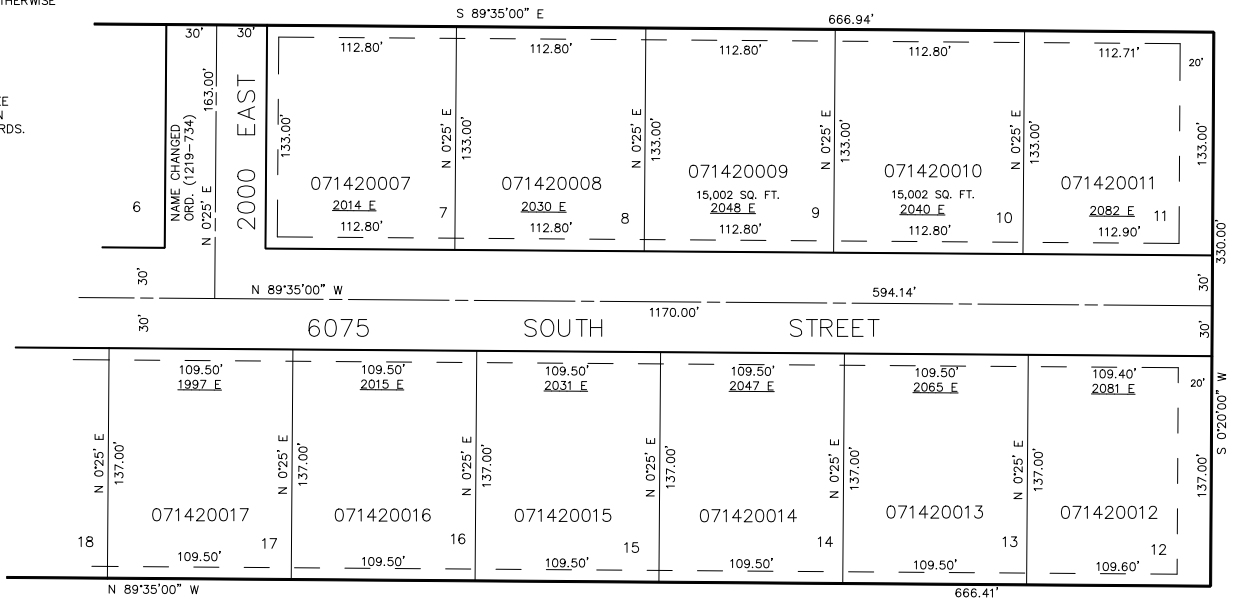 THERWISE
S 89°35'00" E
666.94'
30'
30'
112.80'
112.80'
112.80'
112.80'
112.71'
20'
N
RDS.
NAME CHANGED
ORD. (1219-734)
N 0°25' E
163.00'
2000 EAST
133.00'
N 0°25' E
133.00'
N 0°25' E
133.00'
N 0°25' E
133.00'
N 0°25' E
133.00'
133.00'
6
071420007
2014 E
7
112.80'
071420008
2030 E
8
112.80'
071420009
15,002 SQ. FT.
2048 E
9
112.80'
071420010
15,002 SQ. FT.
2040 E
10
112.80'
071420011
2082 E
11
112.90'
330.00'
30'
30'
N 89°35'00" W
594.14'
1170.00'
30'
30'
6075 SOUTH STREET
109.50'
1997 E
109.50'
2015 E
109.50'
2031 E
109.50'
2047 E
109.50'
2065 E
109.40'
2081 E
20'
S 0°20'00" W
N 0°25' E
137.00'
N 0°25' E
137.00'
N 0°25' E
137.00'
N 0°25' E
137.00'
N 0°25' E
137.00'
N 0°25' E
137.00'
137.00'
18
071420017
17
109.50'
071420016
16
109.50'
071420015
15
109.50'
071420014
14
109.50'
071420013
13
109.50'
071420012
12
109.60'
N 89°35'00" W
666.41'